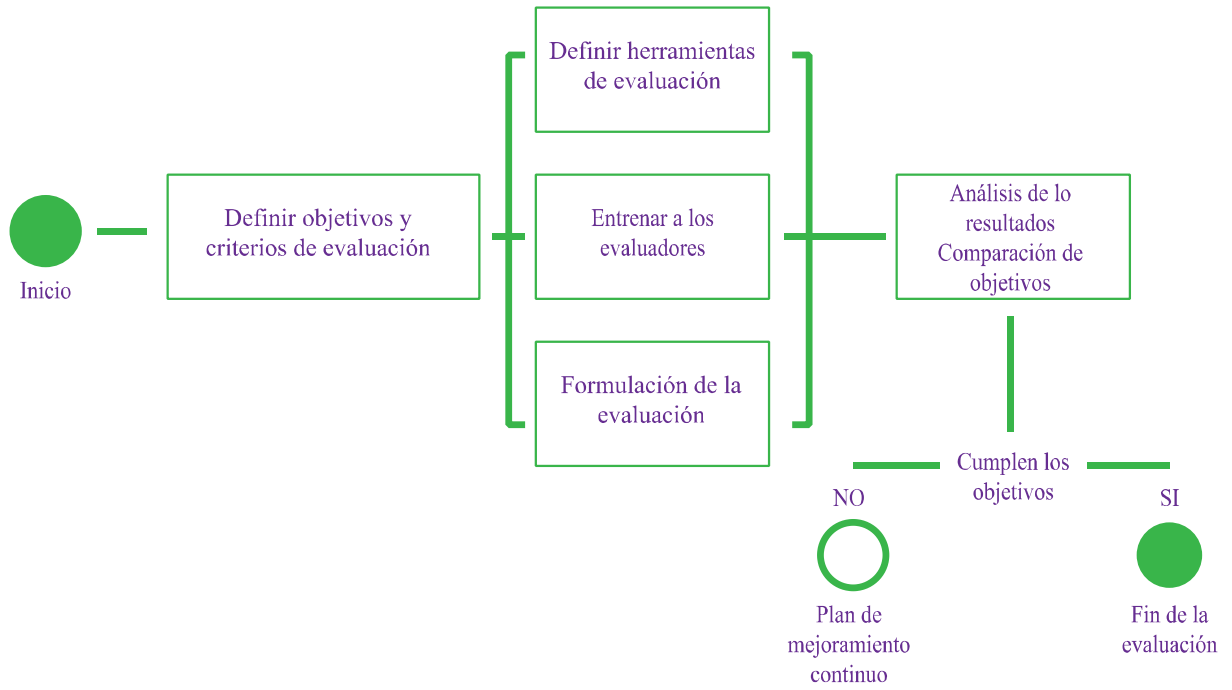 Inicio
Definir objetivos y
criterios de evaluación
Definir herramientas
de evaluación
Entrenar a los
evaluadores
Formulación de la
evaluación
Análisis de lo
resultados
Comparación de
objetivos
Cumplen los
objetivos
NO
Plan de
mejoramiento
continuo
SI
Fin de la
evaluación